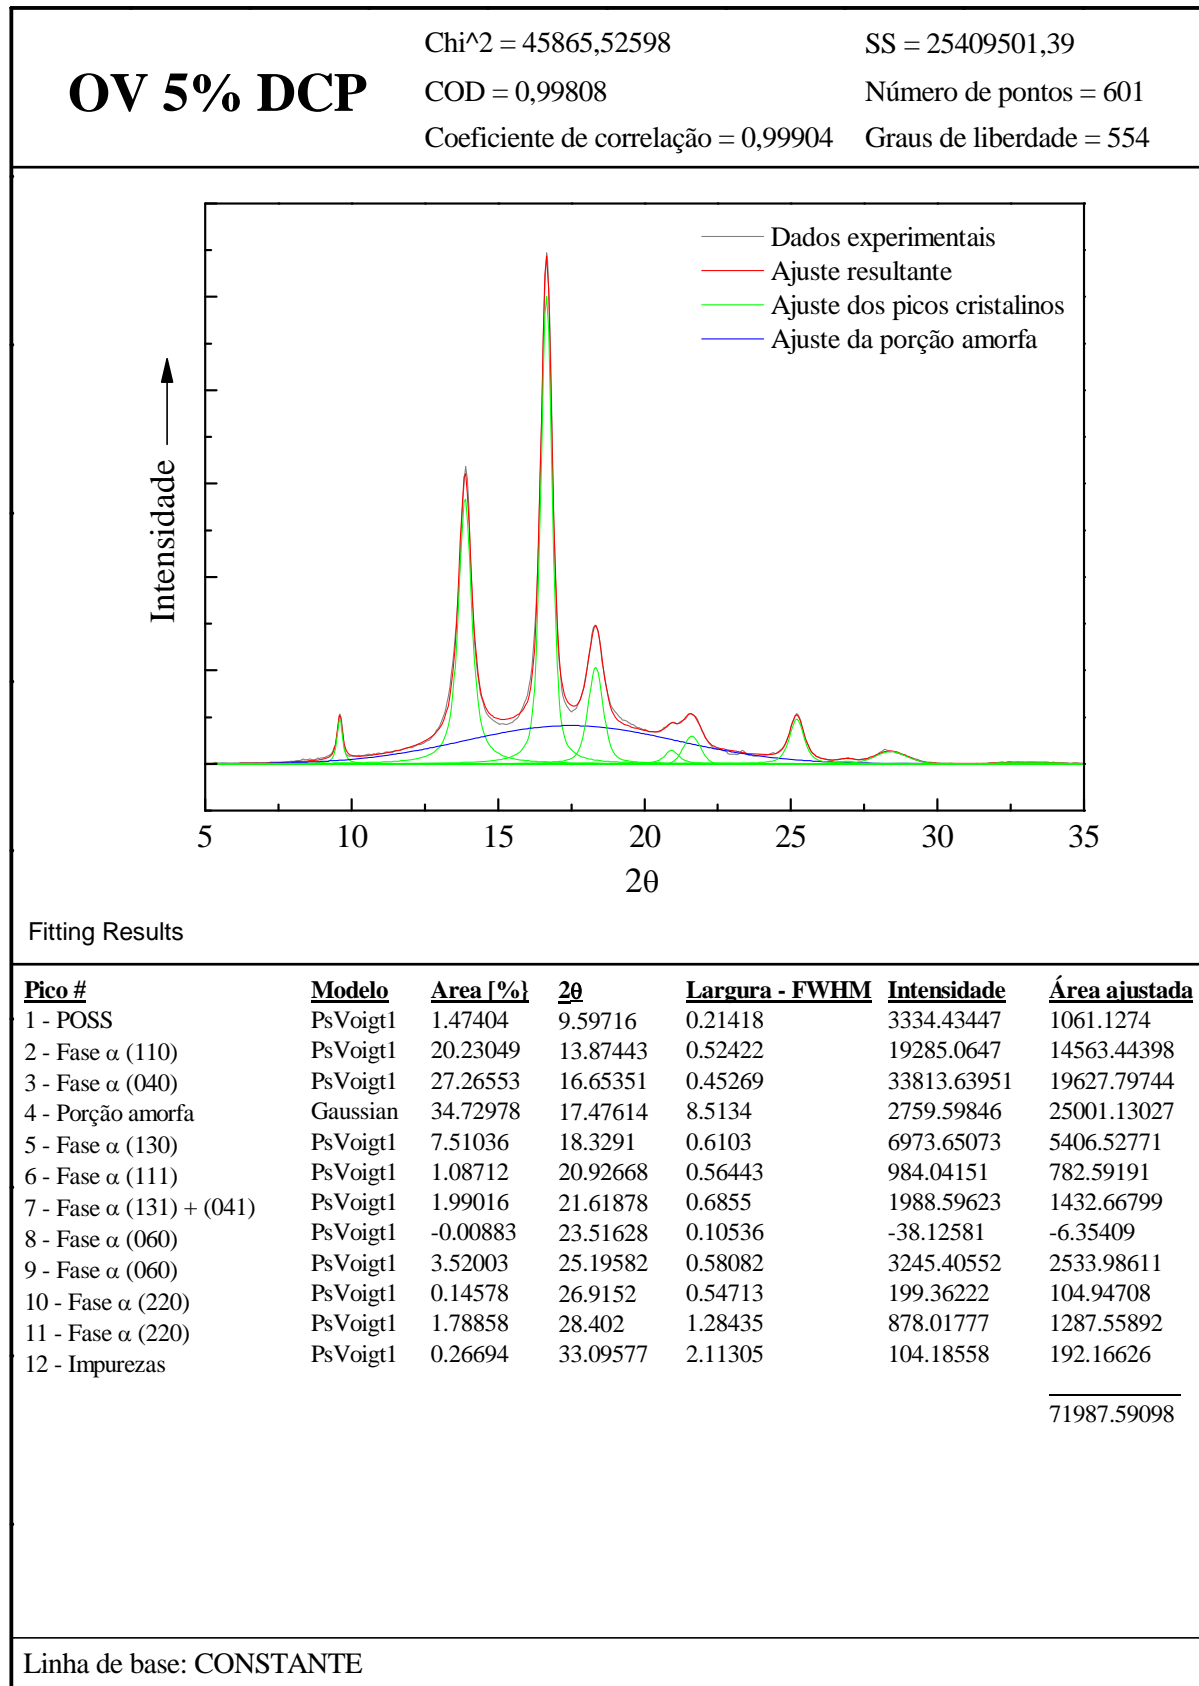 OV 5% DCP
Chi^2 = 45865,52598
SS = 25409501,39
COD = 0,99808
Número de pontos = 601
Coeficiente de correlação = 0,99904
Graus de liberdade = 554
Dados experimentais
Ajuste resultante
Ajuste dos picos cristalinos
Ajuste da porção amorfa
Intensidade
5 10 15 20 25 30 35
2θ
Fitting Results
Pico # Modelo Area [%} 2θ Largura - FWHM Intensidade Área ajustada
1 - POSS PsVoigt1 1.47404 9.59716 0.21418 3334.43447 1061.1274
2 - Fase α (110) PsVoigt1 20.23049 13.87443 0.52422 19285.0647 14563.44398
3 - Fase α (040) PsVoigt1 27.26553 16.65351 0.45269 33813.63951 19627.79744
4 - Porção amorfa Gaussian 34.72978 17.47614 8.5134 2759.59846 25001.13027
5 - Fase α (130) PsVoigt1 7.51036 18.3291 0.6103 6973.65073 5406.52771
6 - Fase α (111) PsVoigt1 1.08712 20.92668 0.56443 984.04151 782.59191
7 - Fase α (131) + (041) PsVoigt1 1.99016 21.61878 0.6855 1988.59623 1432.66799
8 - Fase α (060) PsVoigt1 -0.00883 23.51628 0.10536 -38.12581 -6.35409
9 - Fase α (060) PsVoigt1 3.52003 25.19582 0.58082 3245.40552 2533.98611
10 - Fase α (220) PsVoigt1 0.14578 26.9152 0.54713 199.36222 104.94708
11 - Fase α (220) PsVoigt1 1.78858 28.402 1.28435 878.01777 1287.55892
12 - Impurezas PsVoigt1 0.26694 33.09577 2.11305 104.18558 192.16626
71987.59098
Linha de base: CONSTANTE